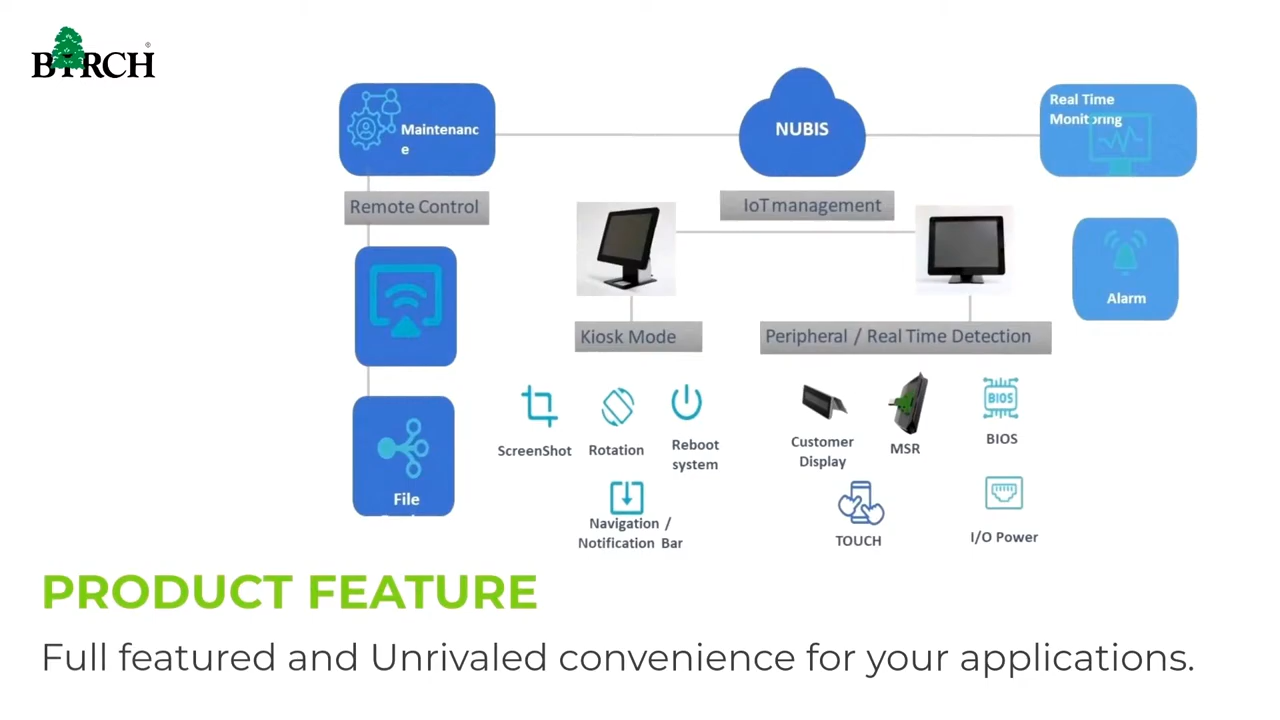 BIRCH®
Maintenanc
e
NUBIS
Real Time
Monitoring
Remote Control
IoT management
Alarm
Kiosk Mode
Peripheral / Real Time Detection
BIOS
ScreenShot
Rotation
Reboot
system
Customer
Display
MSR
BIOS
File
Navigation /
Notification Bar
TOUCH
I/O Power
PRODUCT FEATURE
Full featured and Unrivaled convenience for your applications.